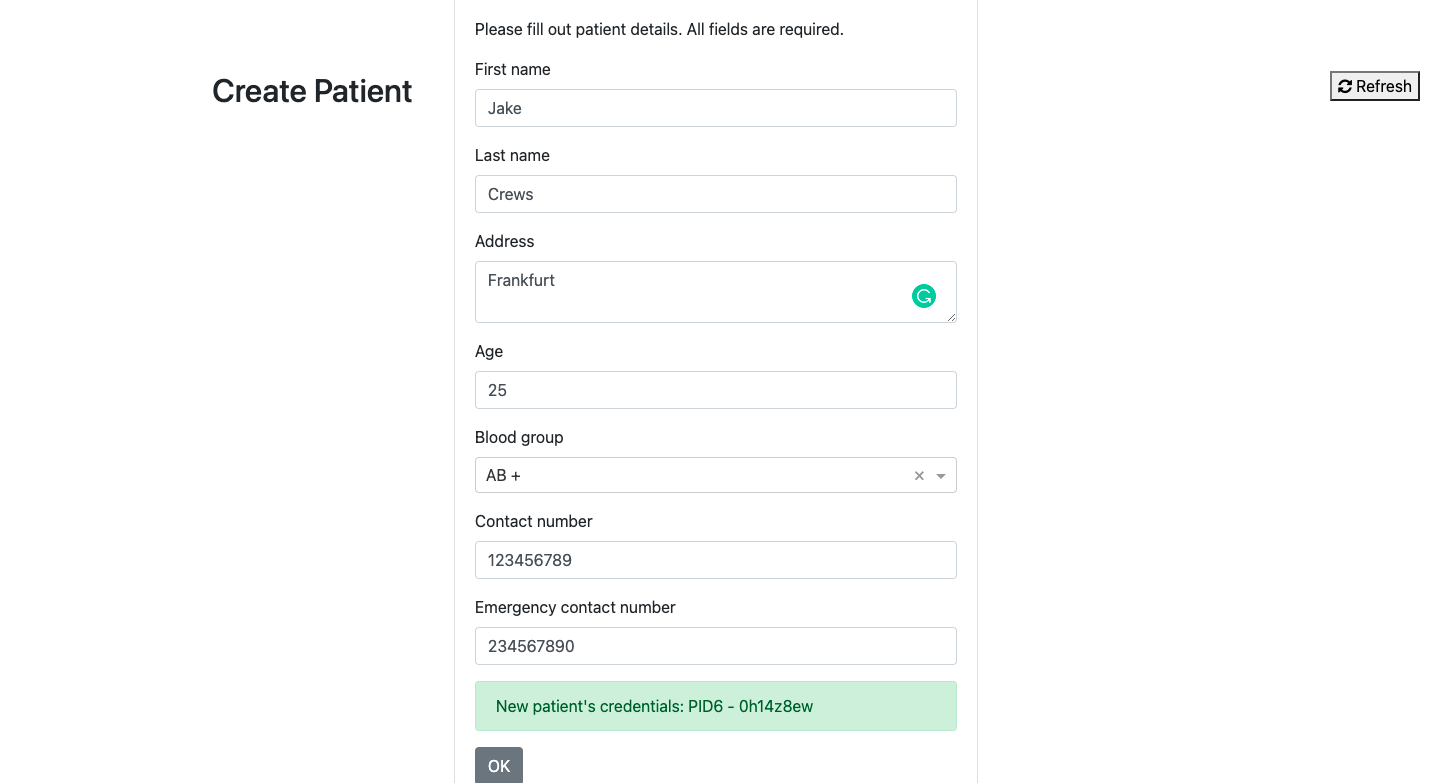 Please fill out patient details. All fields are required.
Create Patient
Refresh
First name
Jake
Last name
Crews
Address
Frankfurt
Age
25
Blood group
AB +
Contact number
123456789
Emergency contact number
234567890
New patient's credentials: PID6 - 0h14z8ew
OK